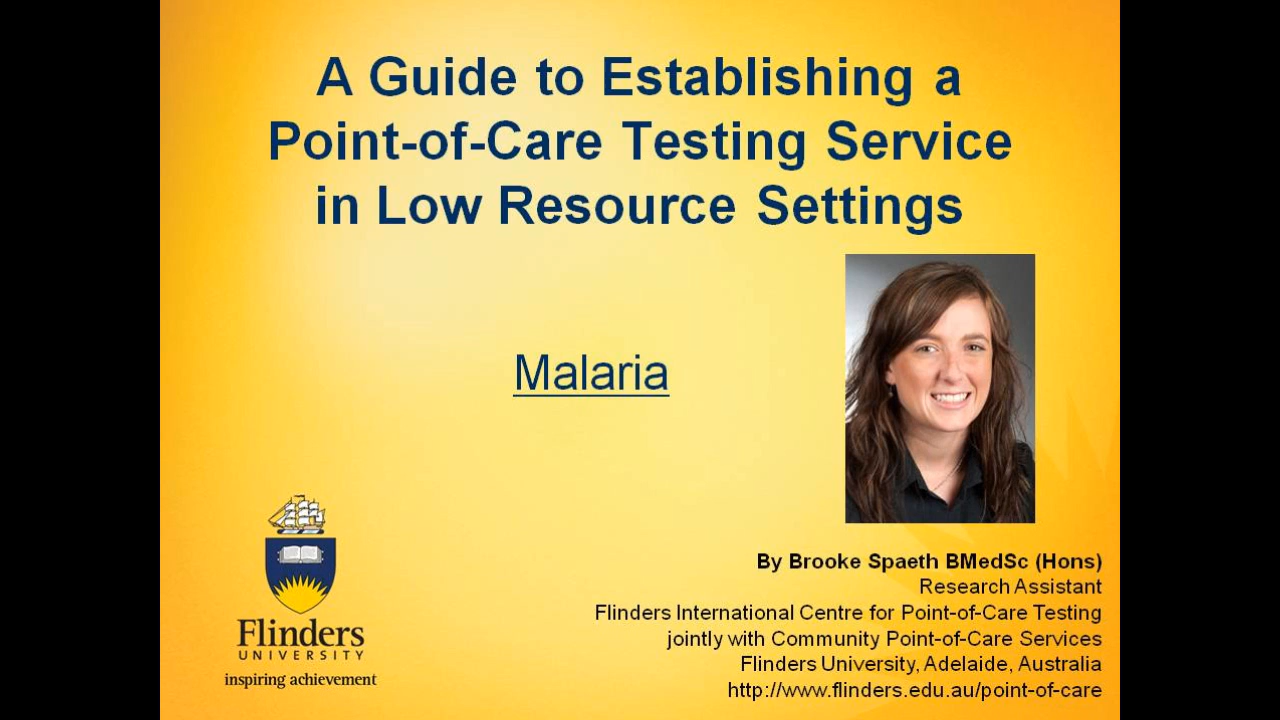 A Guide to Establishing a
Point-of-Care Testing Service
in Low Resource Settings
Malaria
By Brooke Spaeth BMedSc (Hons)
Research Assistant
Flinders International Centre for Point-of-Care Testing
jointly with Community Point-of-Care Services
Flinders University, Adelaide, Australia
http://www.flinders.edu.au/point-of-care
Flinders
UNIVERSITY
inspiring achievement